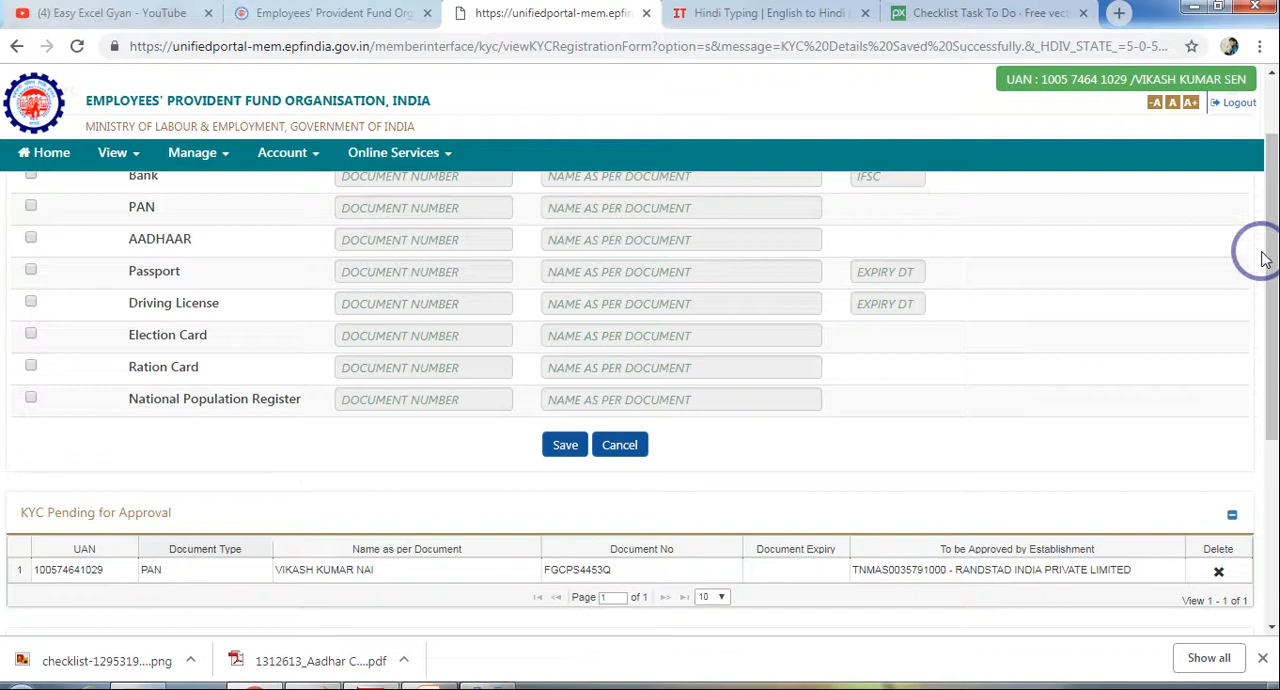 (4) Easy Excel Gyan - YouTube
Employees' Provident Fund Org
https://unifiedportal-mem.epfin
IT Hindi Typing | English to Hindi
px Checklist Task To Do - Free vect
https://unifiedportal-mem.epfindia.gov.in/memberinterface/kyc/viewKYCRegistrationForm?option=s&message=KYC%20Details%20Saved%20Successfully.&_HDIV_STATE_=5-0-5...
UAN : 1005 7464 1029 /VIKASH KUMAR SEN
EMPLOYEES' PROVIDENT FUND ORGANISATION, INDIA
-A A A+ Logout
MINISTRY OF LABOUR & EMPLOYMENT, GOVERNMENT OF INDIA
Home View Manage Account Online Services
Bank DOCUMENT NUMBER NAME AS PER DOCUMENT IFSC
PAN DOCUMENT NUMBER NAME AS PER DOCUMENT
AADHAAR DOCUMENT NUMBER NAME AS PER DOCUMENT
Passport DOCUMENT NUMBER NAME AS PER DOCUMENT EXPIRY DT
Driving License DOCUMENT NUMBER NAME AS PER DOCUMENT EXPIRY DT
Election Card DOCUMENT NUMBER NAME AS PER DOCUMENT
Ration Card DOCUMENT NUMBER NAME AS PER DOCUMENT
National Population Register DOCUMENT NUMBER NAME AS PER DOCUMENT
Save Cancel
KYC Pending for Approval
UAN Document Type Name as per Document Document No Document Expiry To be Approved by Establishment Delete
1 100574641029 PAN VIKASH KUMAR NAI FGCPS4453Q TNMAS0035791000 - RANDSTAD INDIA PRIVATE LIMITED
Page 1 of 1 10 View 1 - 1 of 1
checklist-1295319....png 1312613_Aadhar C....pdf Show all